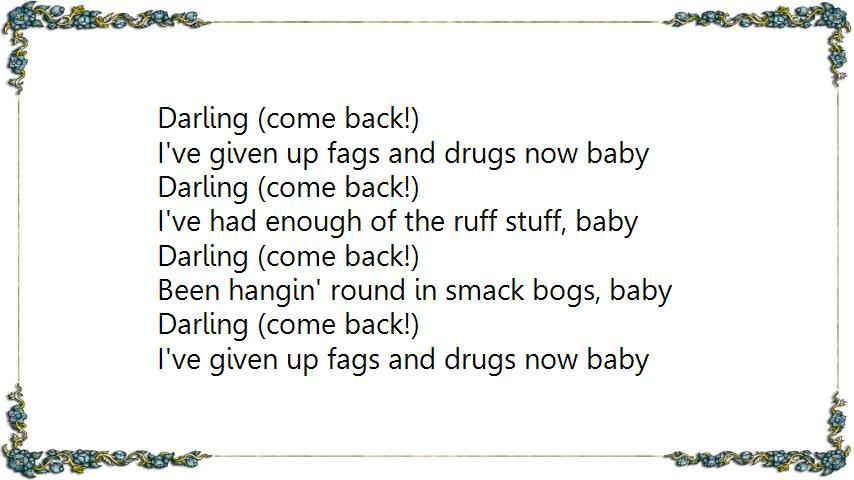 Darling (come back!)
I've given up fags and drugs now baby
Darling (come back!)
I've had enough of the ruff stuff, baby
Darling (come back!)
Been hangin' round in smack bogs, baby
Darling (come back!)
I've given up fags and drugs now baby